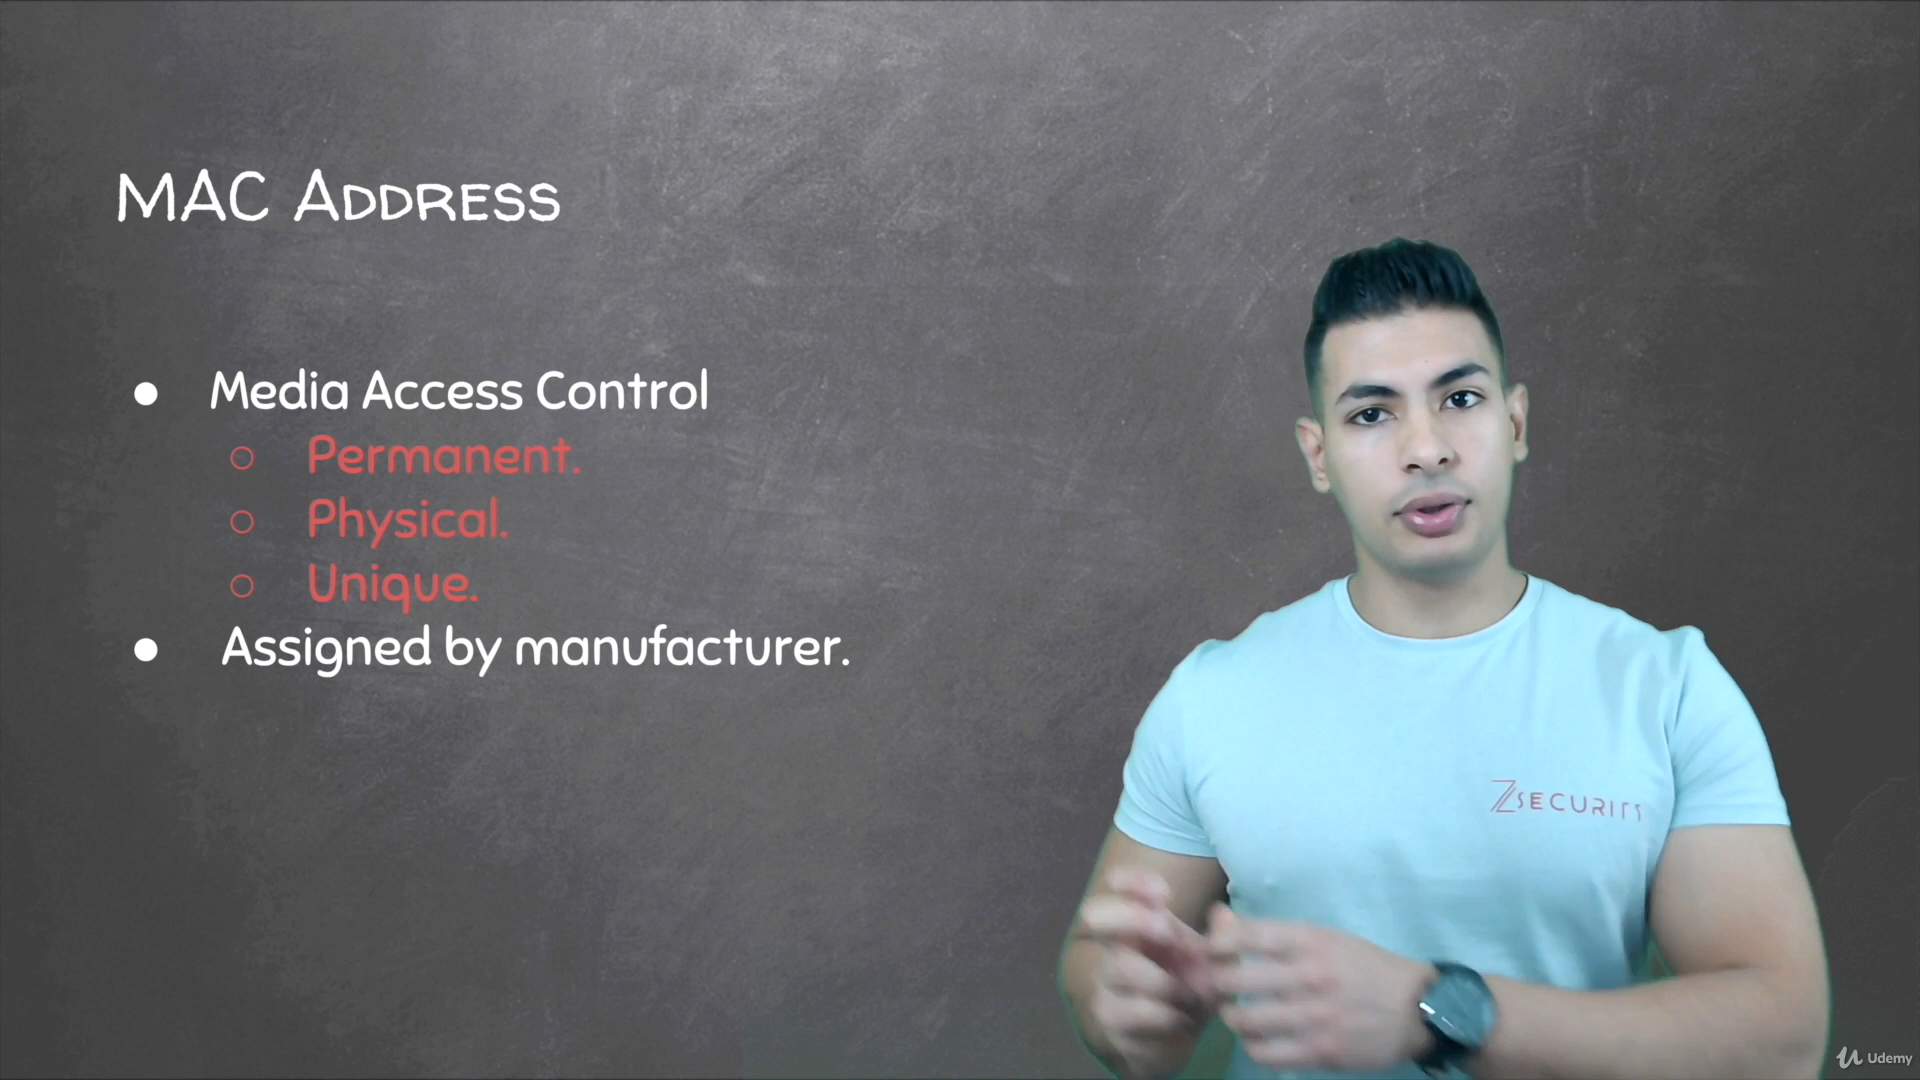 MAC ADDRESS
● Media Access Control
○ Permanent.
○ Physical.
○ Unique.
● Assigned by manufacturer.
ZSECURITY
Udemy